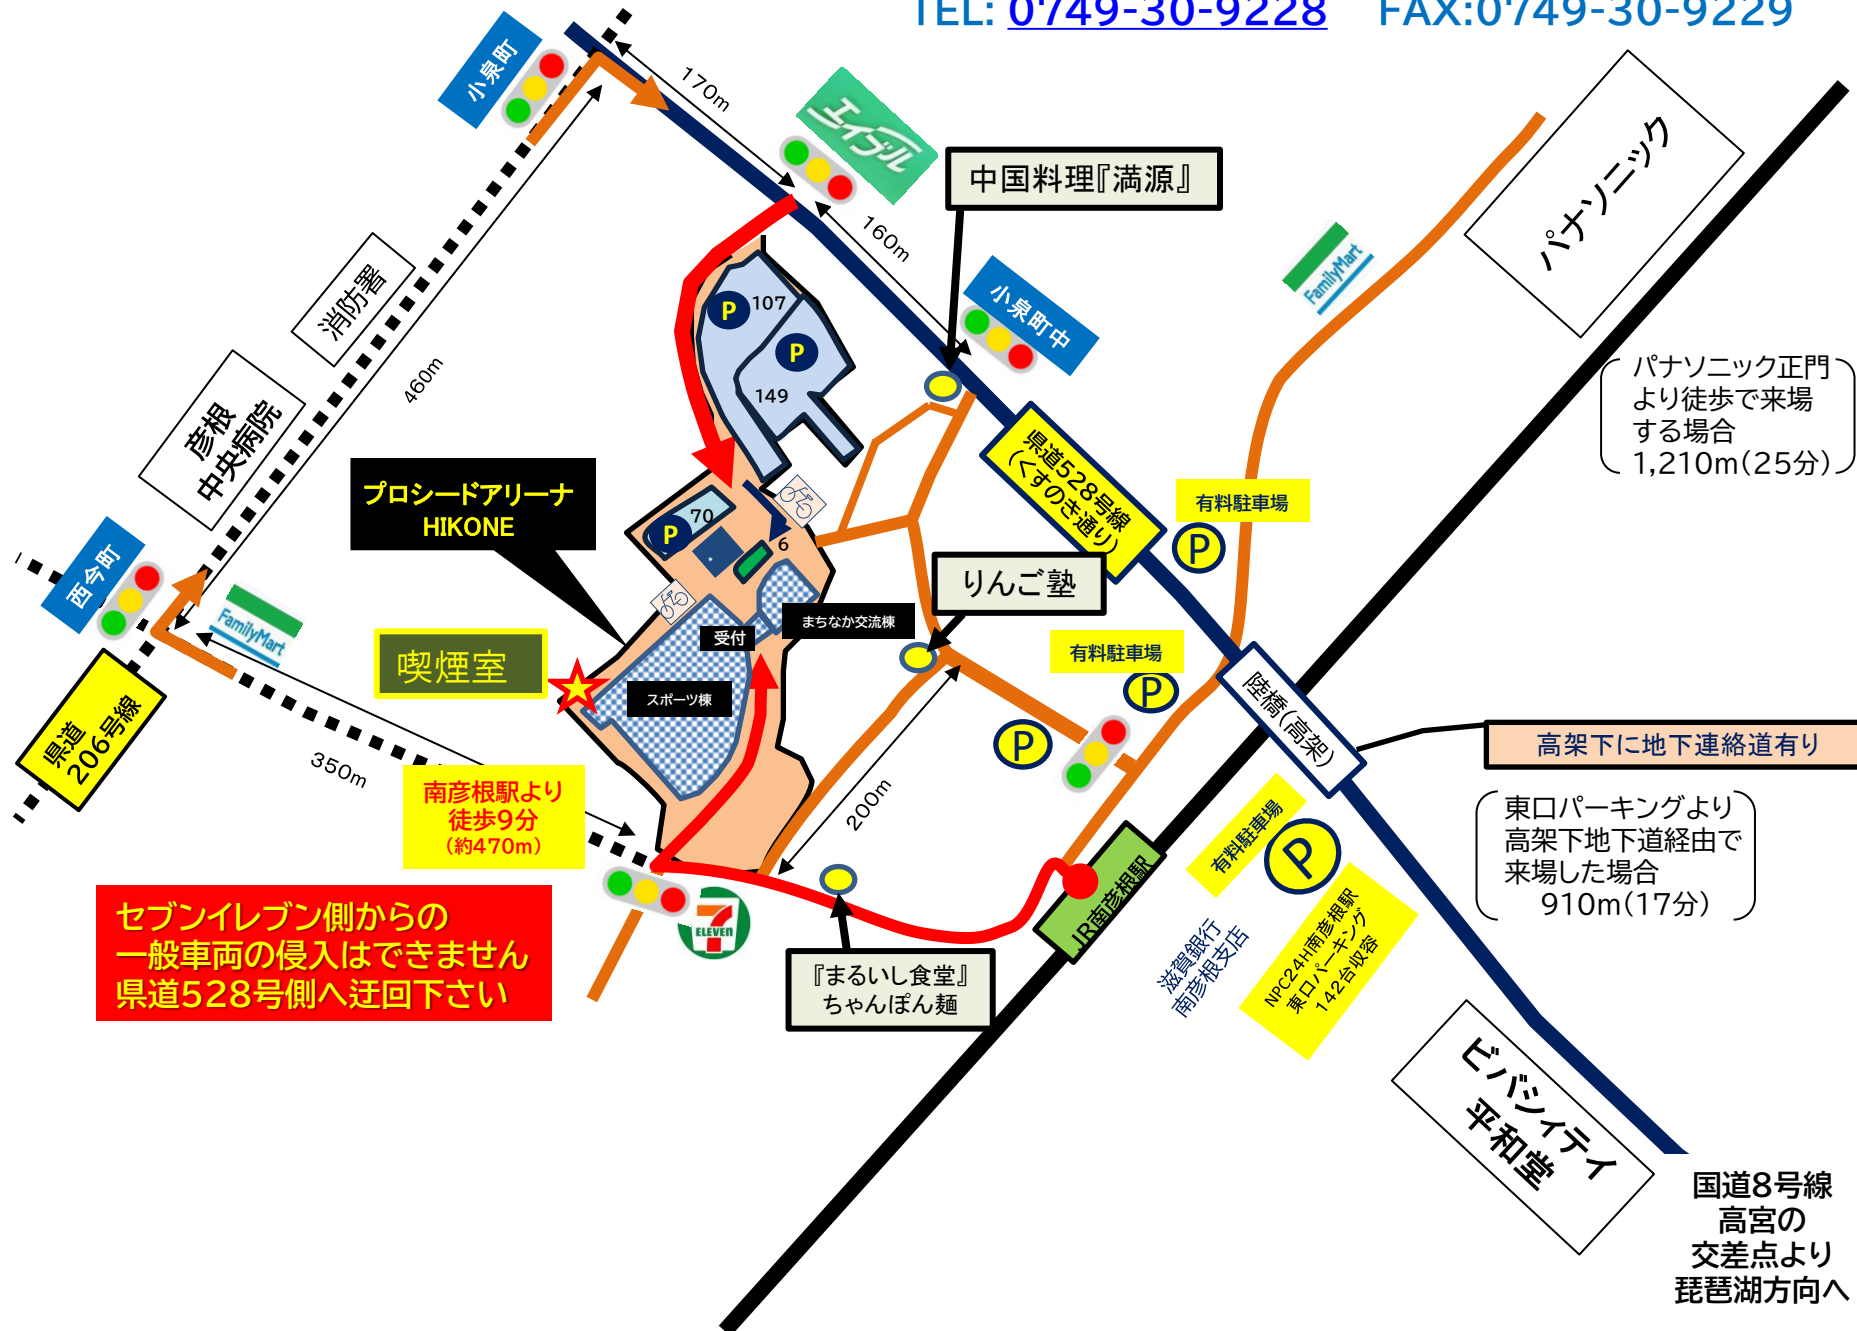 TEL: 0749-30-9228　FAX:0749-30-9229
小泉町
170m
エイブル
中国料理『満源』
160m
小泉町中
パナソニック
FamilyMart
消防署
460m
彦根
中央病院
P 107
P
149
県道528号線
(くすのき通り)
パナソニック正門
より徒歩で来場
する場合
1,210m(25分)
プロシードアリーナ
HIKONE
有料駐車場
P
P 70
6
西今町
FamilyMart
りんご塾
まちなか交流棟
受付
有料駐車場
P
喫煙室
スポーツ棟
陸橋(高架)
県道
206号線
350m
P
高架下に地下連絡道有り
南彦根駅より
徒歩9分
(約470m)
200m
東口パーキングより
高架下地下道経由で
来場した場合
910m(17分)
有料駐車場
P
JR南彦根駅
セブンイレブン側からの
一般車両の侵入はできません
県道528号側へ迂回下さい
7
ELEVEN
『まるいし食堂』
ちゃんぽん麺
滋賀銀行
南彦根支店
NPC24H南彦根駅
東口パーキング
142台収容
ビバシィテイ
平和堂
国道8号線
高宮の
交差点より
琵琶湖方向へ